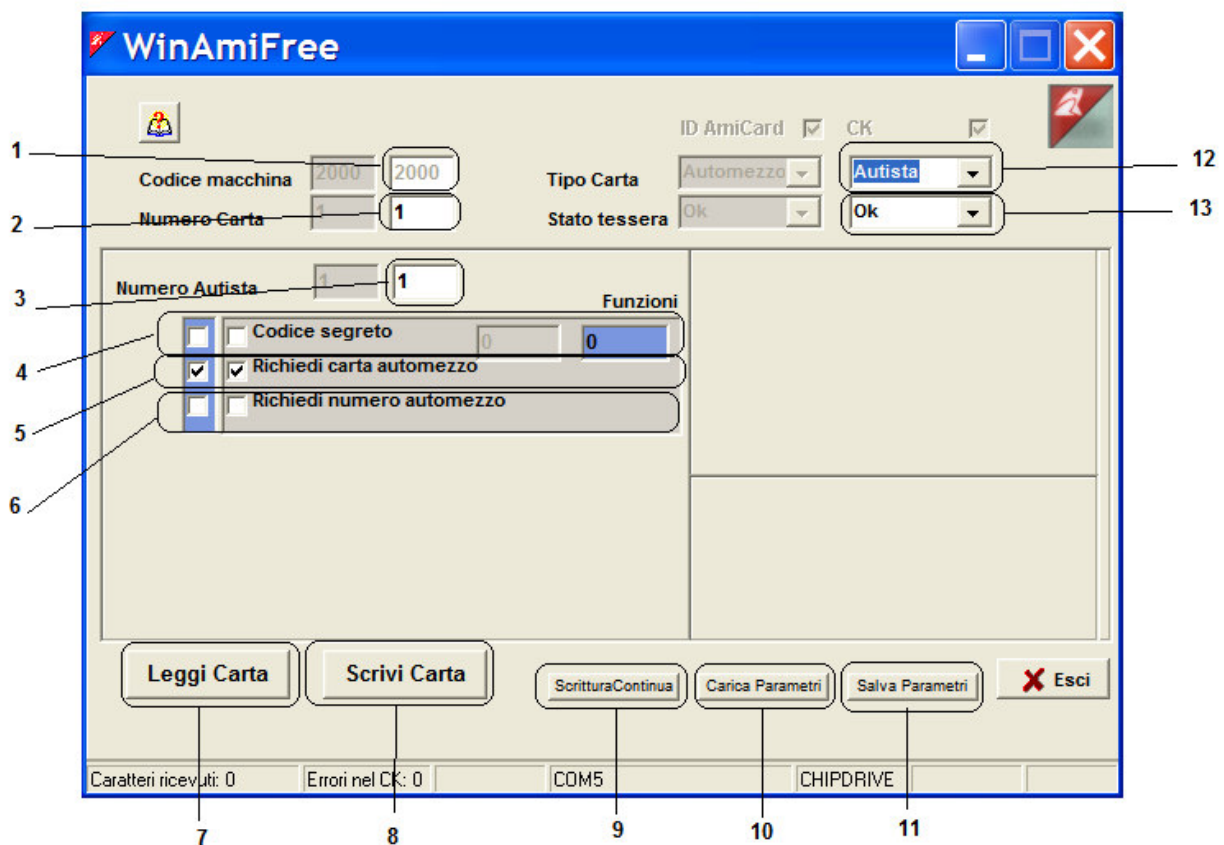 WinAmiFree
ID AmiCard CK
1
Codice macchina 2000 2000 Tipo Carta Automezzo Autista 12
2 Numero Carta 1 1 Stato tessera Ok Ok 13
3 Numero Autista 1 1
Funzioni
4 Codice segreto 0 0
5 Richiedi carta automezzo
6 Richiedi numero automezzo
Leggi Carta Scrivi Carta ScritturaContinua Carica Parametri Salva Parametri Esci
Caratteri ricevuti: 0 Errori nel CK: 0 COM5 CHIPDRIVE
7 8 9 10 11